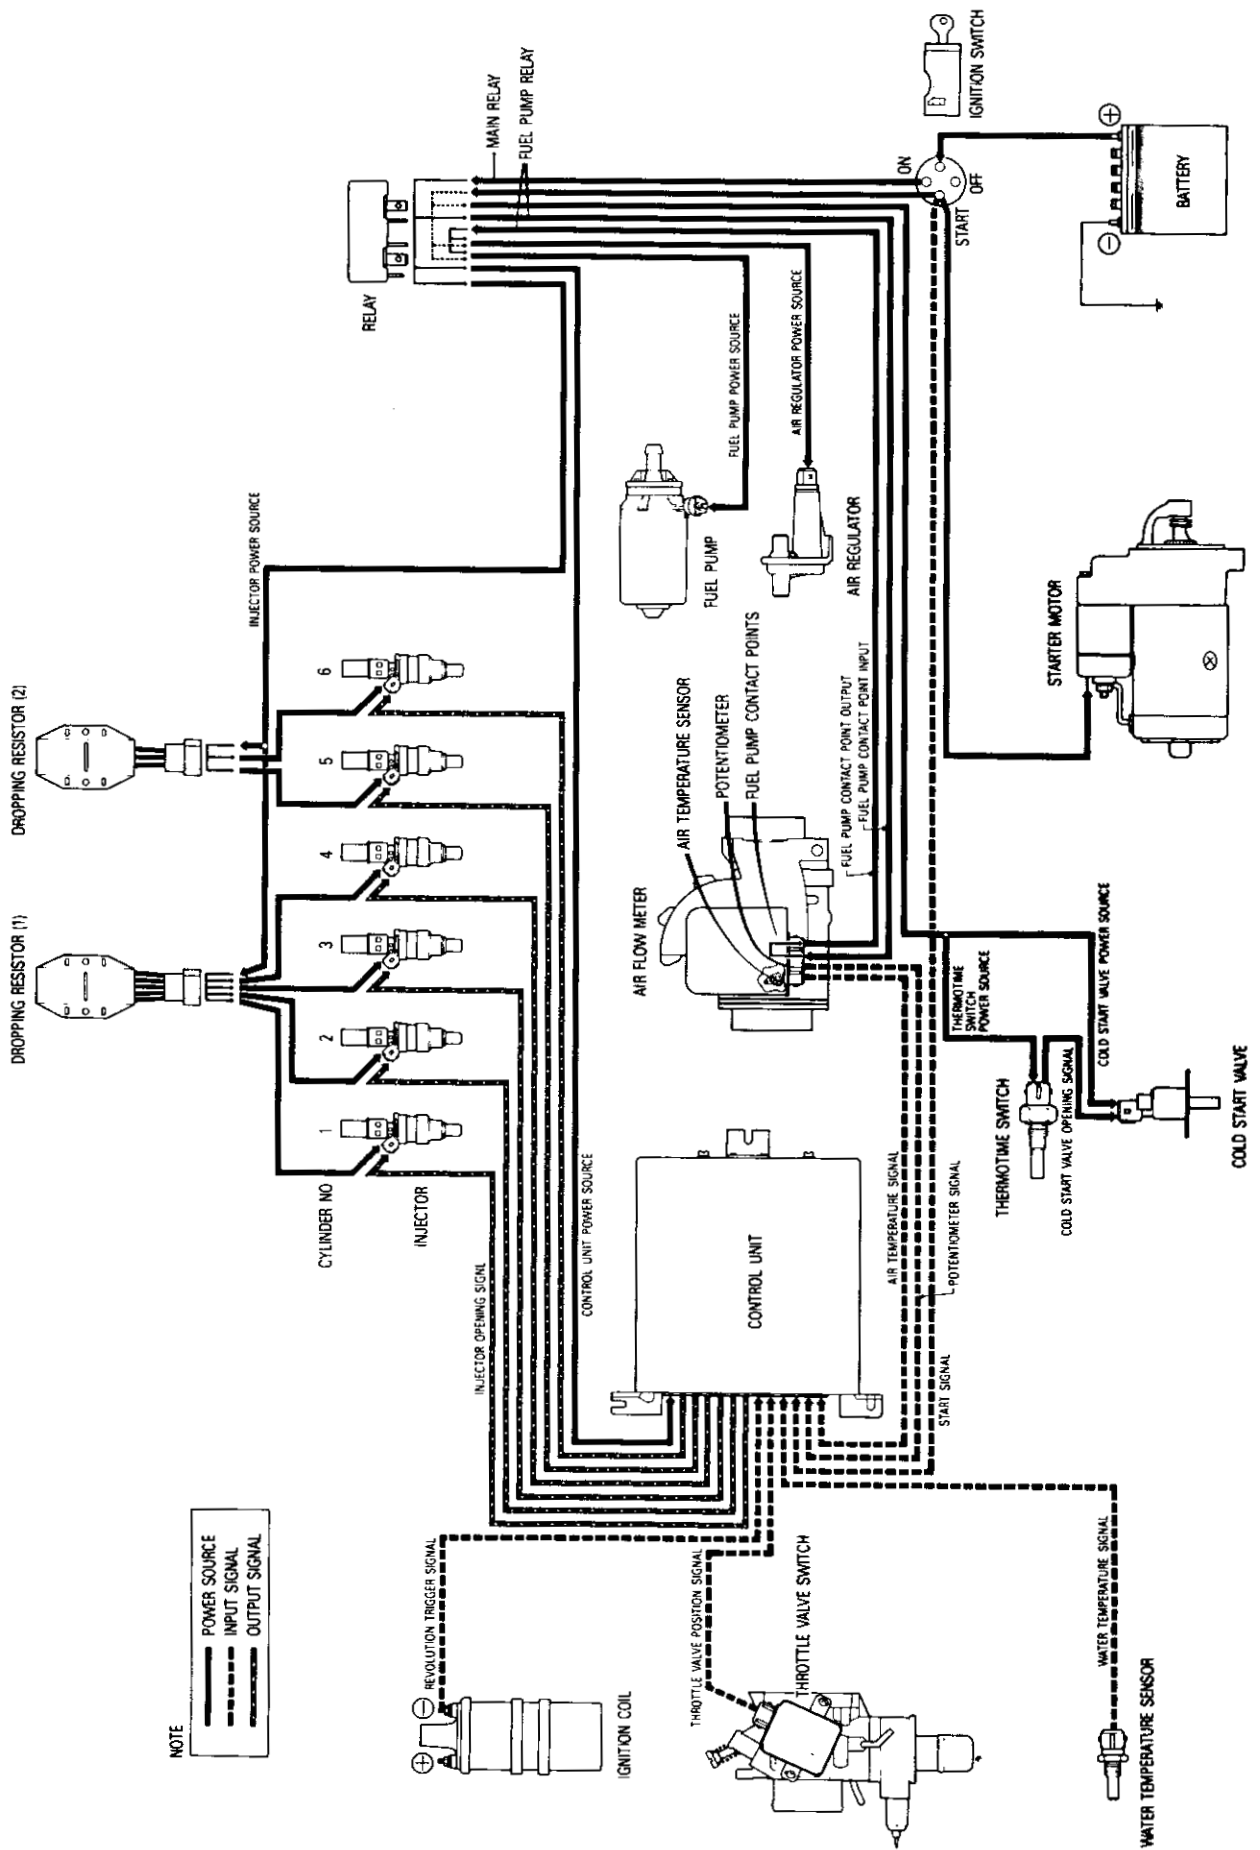 DROPPING RESISTOR (1)
DROPPING RESISTOR (2)
INJECTOR POWER SOURCE
RELAY
MAIN RELAY
FUEL PUMP RELAY
NOTE
POWER SOURCE
INPUT SIGNAL
OUTPUT SIGNAL
CYLINDER NO
1
2
3
4
5
6
INJECTOR
INJECTOR OPENING SIGNL
CONTROL UNIT POWER SOURCE
REVOLUTION TRIGGER SIGNAL
IGNITION COIL
+
−
THROTTLE VALVE POSITION SIGNAL
THROTTLE VALVE SWITCH
CONTROL UNIT
AIR FLOW METER
AIR TEMPERATURE SENSOR
POTENTIOMETER
FUEL PUMP CONTACT POINTS
FUEL PUMP
FUEL PUMP POWER SOURCE
AIR REGULATOR POWER SOURCE
AIR REGULATOR
FUEL PUMP CONTACT POINT OUTPUT
FUEL PUMP CONTACT POINT INPUT
AIR TEMPERATURE SIGNAL
POTENTIOMETER SIGNAL
START SIGNAL
ON
OFF
START
IGNITION SWITCH
THERMOTIME
SWITCH
POWER SOURCE
THERMOTIME SWITCH
COLD START VALVE OPENING SIGNAL
COLD START VALVE POWER SOURCE
STARTER MOTOR
−
+
BATTERY
WATER TEMPERATURE SIGNAL
WATER TEMPERATURE SENSOR
COLD START VALVE